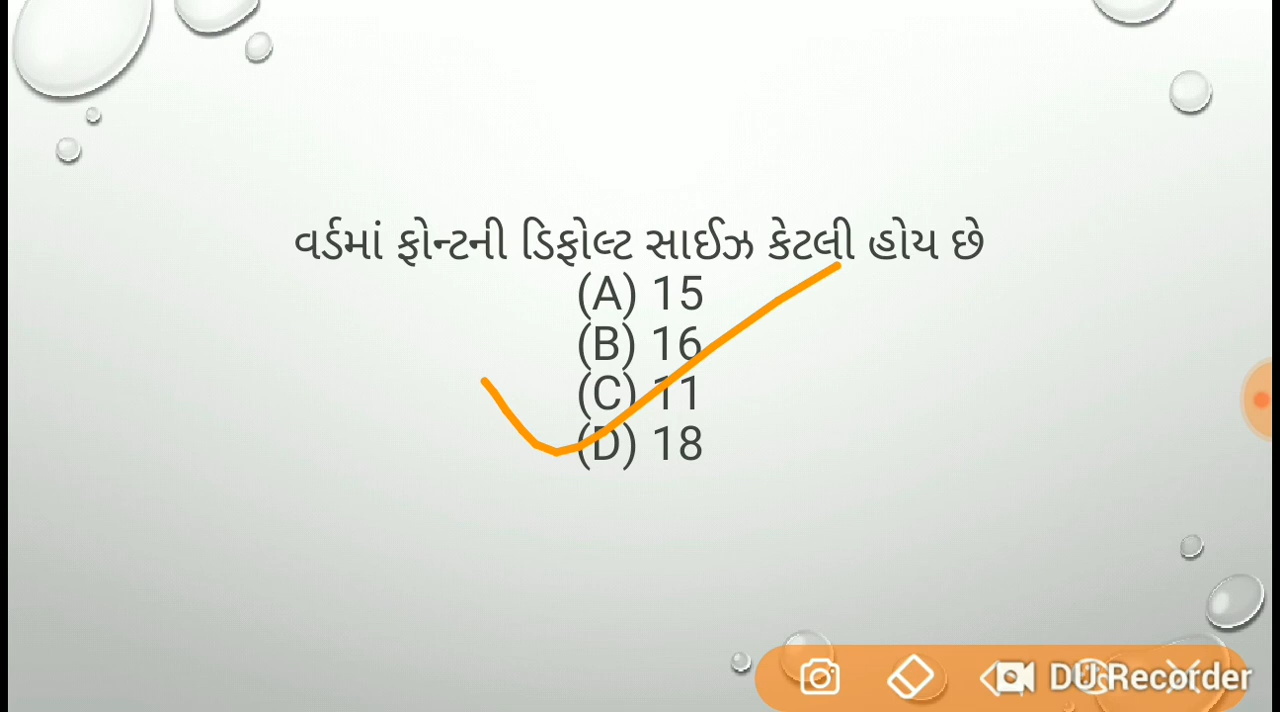 વર્ડમાં ફોન્ટની ડિફોલ્ટ સાઈઝ કેટલી હોય છે
(A) 15
(B) 16
(C) 11
(D) 18
DU Recorder